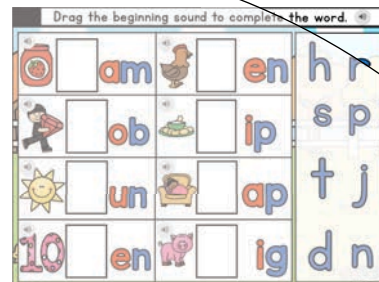 Drag the beginning sound to complete the word.
am en h r
ob ip s p
un ap t j
10 en ig d n